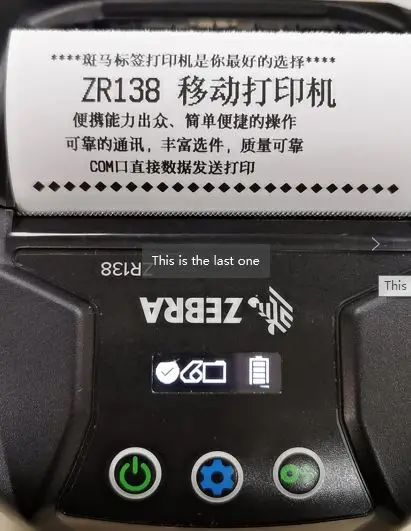 ****斑马标签打印机是你最好的选择****
ZR138 移动打印机
便携能力出众、简单便捷的操作
可靠的通讯，丰富选件，质量可靠
COM口直接数据发送打印
◆◆◆◆◆◆◆◆◆◆◆◆◆◆◆◆◆◆◆◆◆◆◆◆◆◆◆◆◆◆◆◆
This is the last one
ZR138
This
ZEBRA